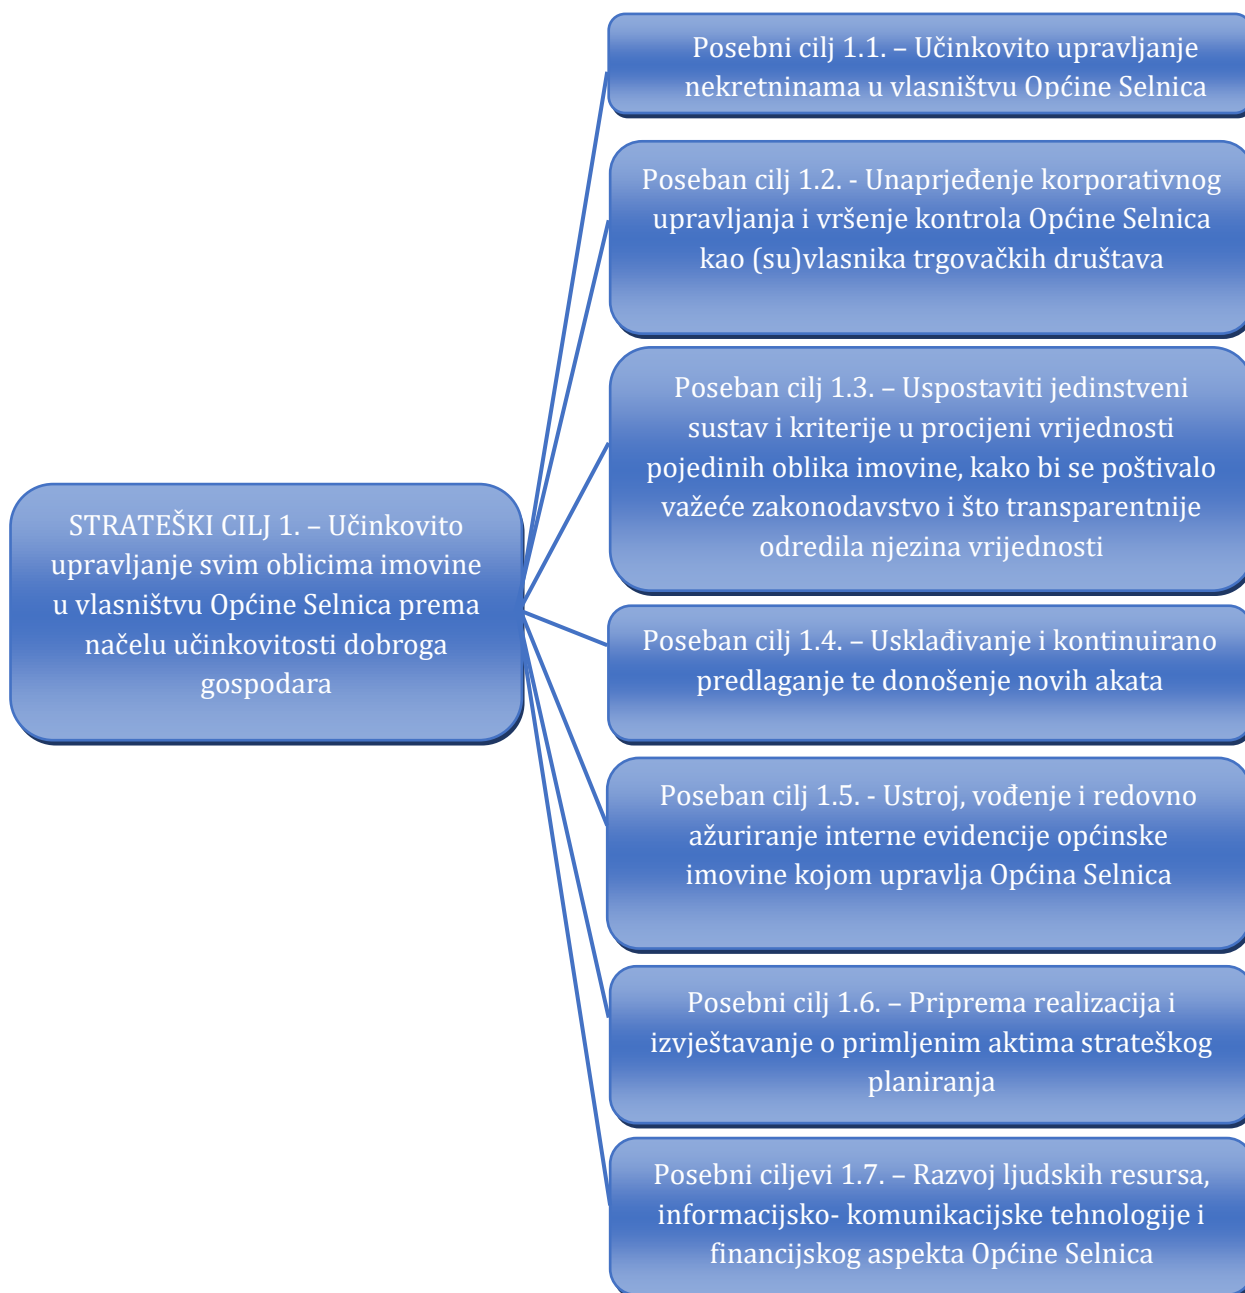 STRATEŠKI CILJ 1. – Učinkovito
upravljanje svim oblicima imovine
u vlasništvu Općine Selnica prema
načelu učinkovitosti dobroga
gospodara
Posebni cilj 1.1. – Učinkovito upravljanje
nekretninama u vlasništvu Općine Selnica
Poseban cilj 1.2. - Unaprjeđenje korporativnog
upravljanja i vršenje kontrola Općine Selnica
kao (su)vlasnika trgovačkih društava
Poseban cilj 1.3. – Uspostaviti jedinstveni
sustav i kriterije u procijeni vrijednosti
pojedinih oblika imovine, kako bi se poštivalo
važeće zakonodavstvo i što transparentnije
odredila njezina vrijednosti
Poseban cilj 1.4. – Usklađivanje i kontinuirano
predlaganje te donošenje novih akata
Poseban cilj 1.5. - Ustroj, vođenje i redovno
ažuriranje interne evidencije općinske
imovine kojom upravlja Općina Selnica
Posebni cilj 1.6. – Priprema realizacija i
izvještavanje o primljenim aktima strateškog
planiranja
Posebni ciljevi 1.7. – Razvoj ljudskih resursa,
informacijsko- komunikacijske tehnologije i
financijskog aspekta Općine Selnica